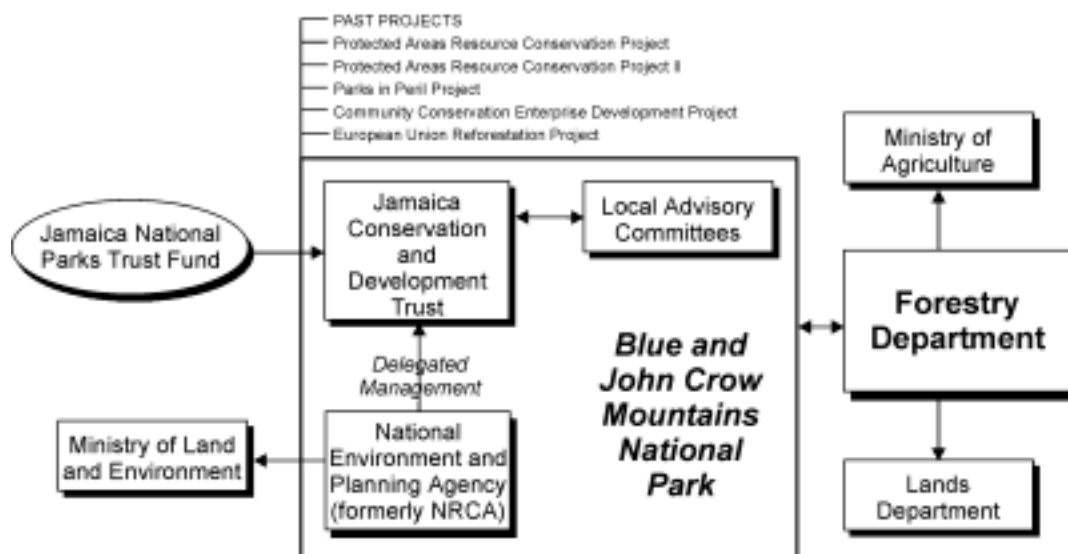 PAST PROJECTS
Protected Areas Resource Conservation Project
Protected Areas Resource Conservation Project II
Parks in Peril Project
Community Conservation Enterprise Development Project
European Union Reforestation Project
Ministry of
Agriculture
Jamaica
Conservation
and
Development
Trust
Local Advisory
Committees
Jamaica National
Parks Trust Fund
Forestry
Department
Blue and
John Crow
Mountains
National
Park
Delegated
Management
Ministry of Land
and Environment
National
Environment and
Planning Agency
(formerly NRCA)
Lands
Department